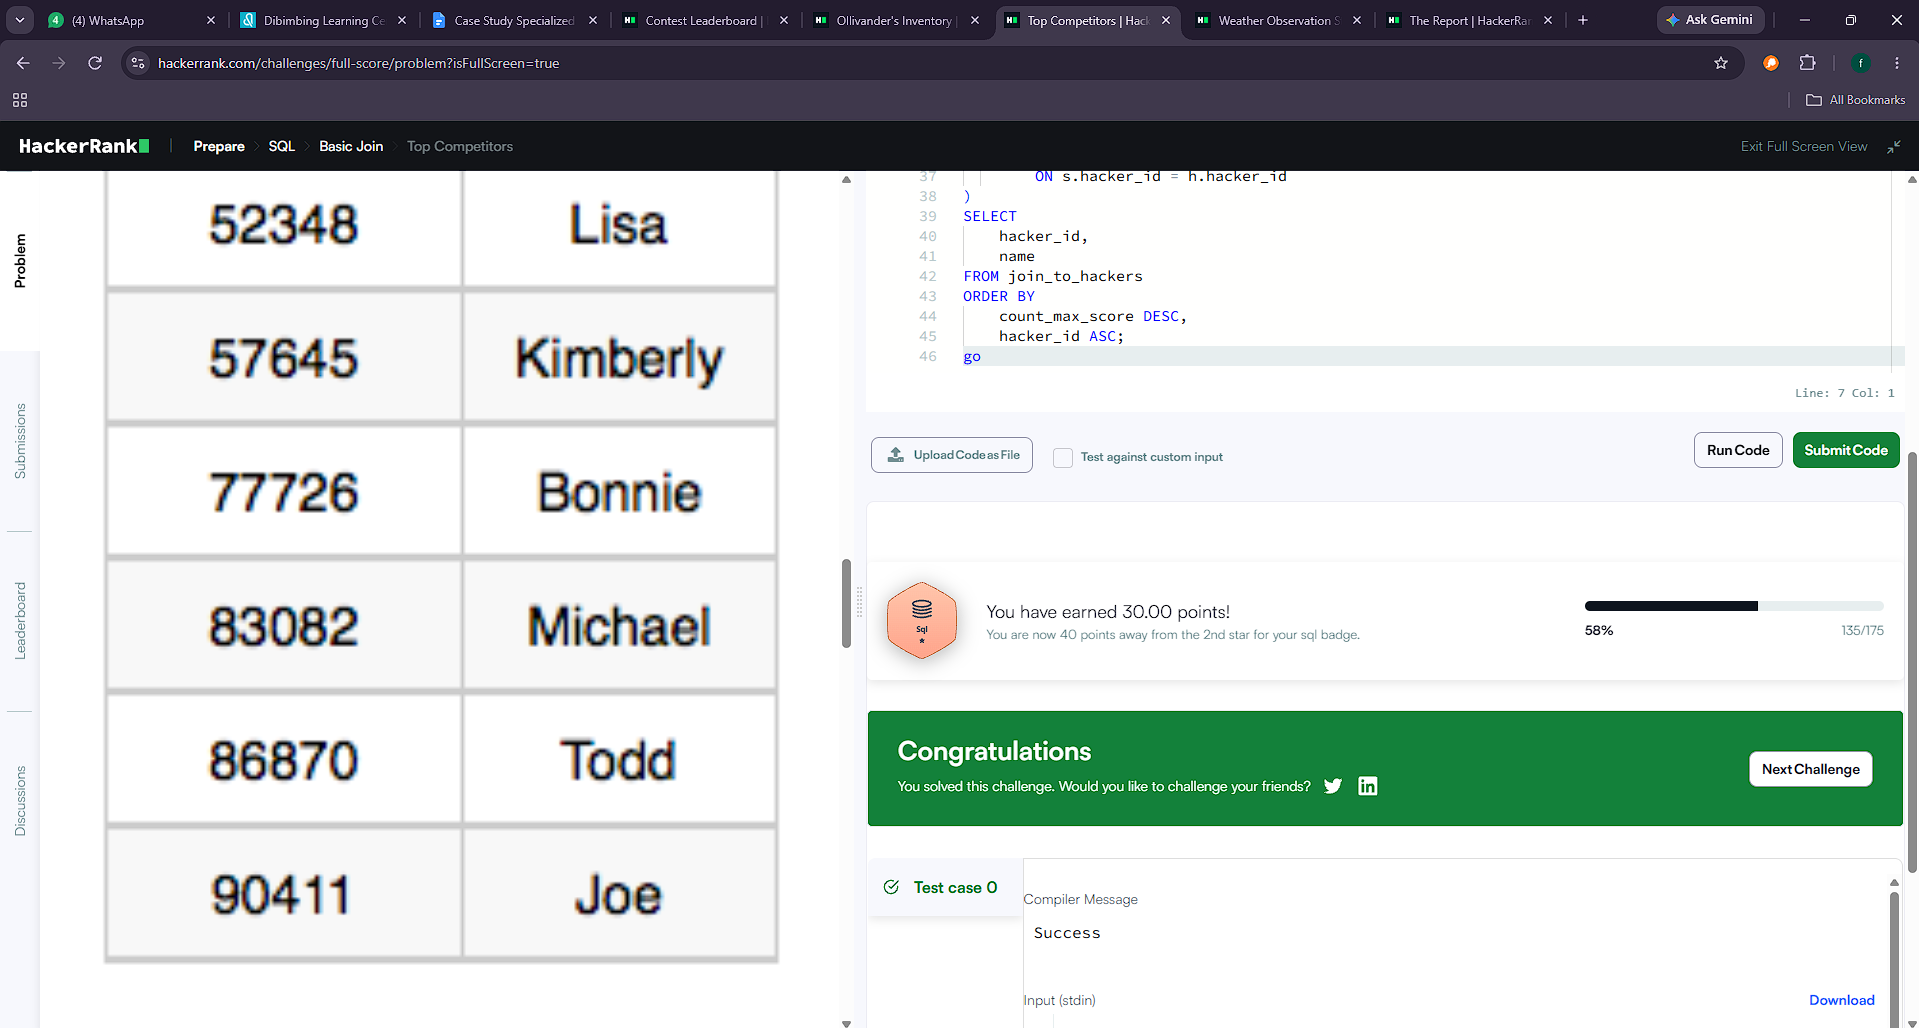 (4) WhatsApp
Dibimbing Learning Ce
Case Study Specialized
Contest Leaderboard |
Ollivander's Inventory
Top Competitors | Hack
Weather Observation S
The Report | HackerRan
Ask Gemini
hackerrank.com/challenges/full-score/problem?isFullScreen=true
f
All Bookmarks
HackerRank
Prepare
SQL
Basic Join
Top Competitors
Exit Full Screen View
Problem
Submissions
Leaderboard
Discussions
52348 Lisa
57645 Kimberly
77726 Bonnie
83082 Michael
86870 Todd
90411 Joe
37 ON s.hacker_id = h.hacker_id
38 )
39 SELECT
40 hacker_id,
41 name
42 FROM join_to_hackers
43 ORDER BY
44 count_max_score DESC,
45 hacker_id ASC;
46 go
Line: 7 Col: 1
Upload Code as File
Test against custom input
Run Code
Submit Code
Sql
You have earned 30.00 points!
You are now 40 points away from the 2nd star for your sql badge.
58%
135/175
Congratulations
You solved this challenge. Would you like to challenge your friends?
Next Challenge
Test case 0
Compiler Message
Success
Input (stdin)
Download